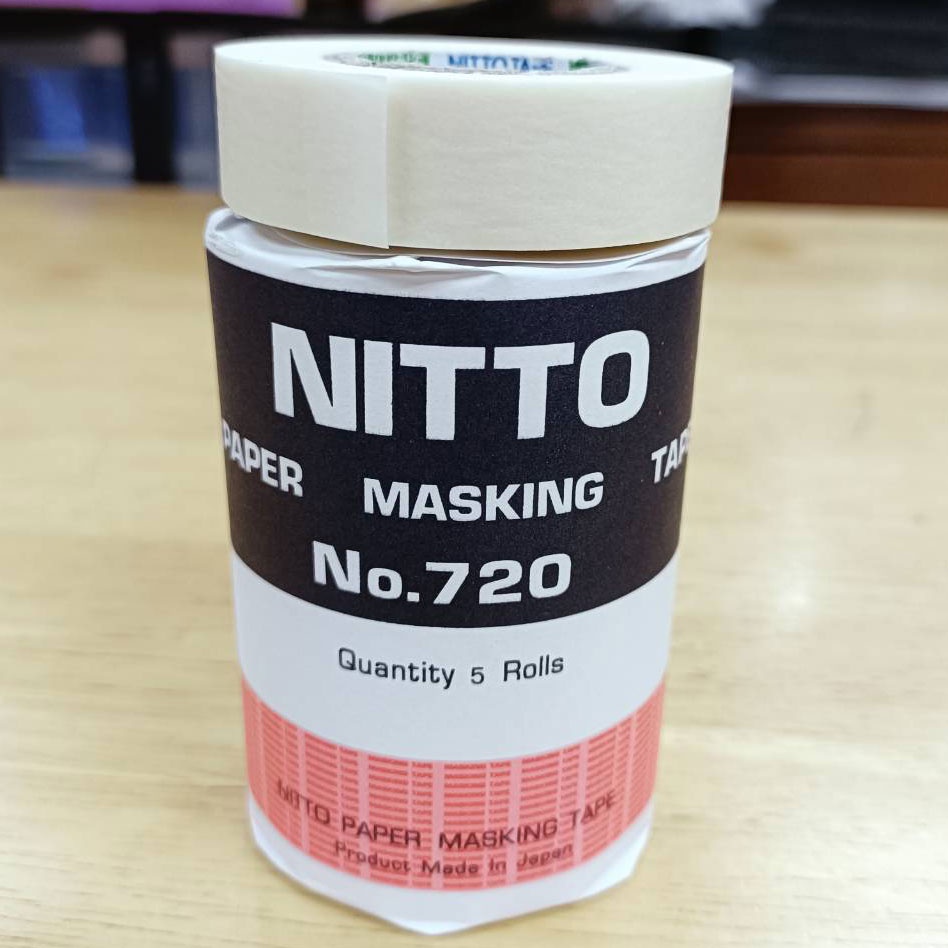 NITTO TAPE
NITTO
PAPER MASKING TAPE
No.720
Quantity 5 Rolls
NITTO PAPER MASKING TAPE
Product Made In Japan